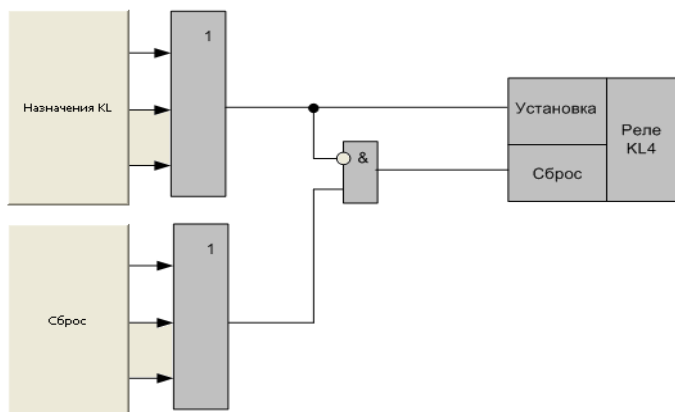 Назначения KL
1
Установка
Реле
KL4
&
Сброс
1
Сброс